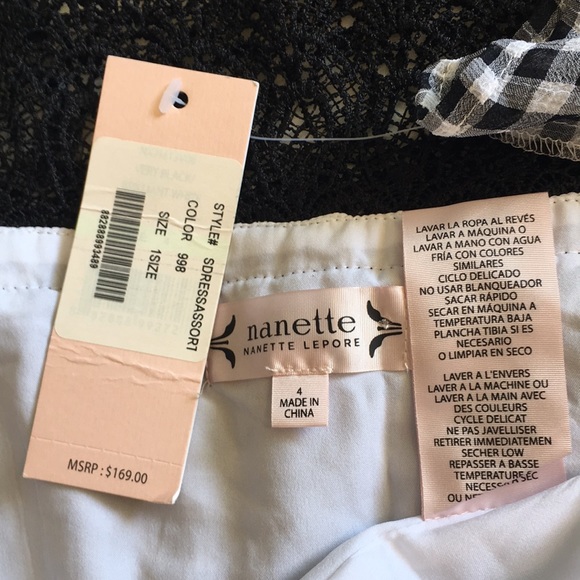 STYLE# SDRESSASSORT
COLOR 998
SIZE 1SIZE
MSRP : $169.00
nanette
NANETTE LEPORE
4
MADE IN
CHINA
LAVAR LA ROPA AL REVÉS
LAVAR A MÁQUINA O
LAVAR A MANO CON AGUA
FRÍA CON COLORES
SIMILARES
CICLO DELICADO
NO USAR BLANQUEADOR
SACAR RÁPIDO
SECAR EN MÁQUINA A
TEMPERATURA BAJA
PLANCHA TIBIA SI ES
NECESARIO
O LIMPIAR EN SECO
LAVER A L'ENVERS
LAVER A LA MACHINE OU
LAVER A LA MAIN AVEC
DES COULEURS
CYCLE DELICAT
NE PAS JAVELLISER
RETIRER IMMEDIATEMEN
SECHER LOW
REPASSER A BASSE
TEMPERATURE SI
OU